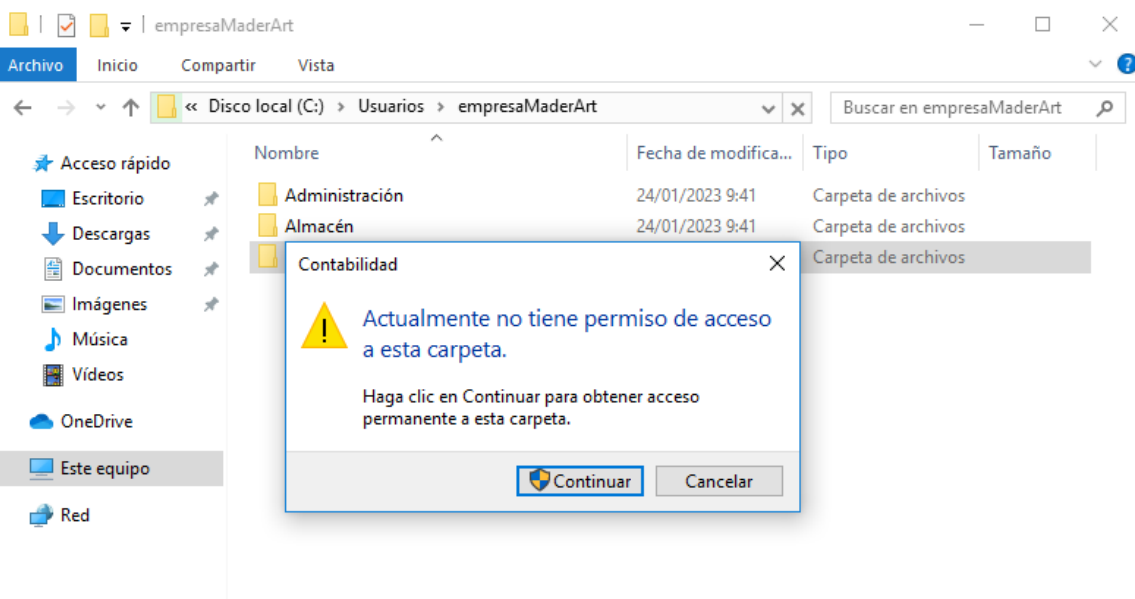 empresaMaderArt
Archivo Inicio Compartir Vista ?
« Disco local (C:) > Usuarios > empresaMaderArt Buscar en empresaMaderArt
Nombre Fecha de modifica... Tipo Tamaño
Acceso rápido
Escritorio
Descargas
Documentos
Imágenes
Música
Vídeos
OneDrive
Este equipo
Red
Administración 24/01/2023 9:41 Carpeta de archivos
Almacén 24/01/2023 9:41 Carpeta de archivos
Carpeta de archivos
Contabilidad
Actualmente no tiene permiso de acceso
a esta carpeta.
Haga clic en Continuar para obtener acceso
permanente a esta carpeta.
Continuar Cancelar